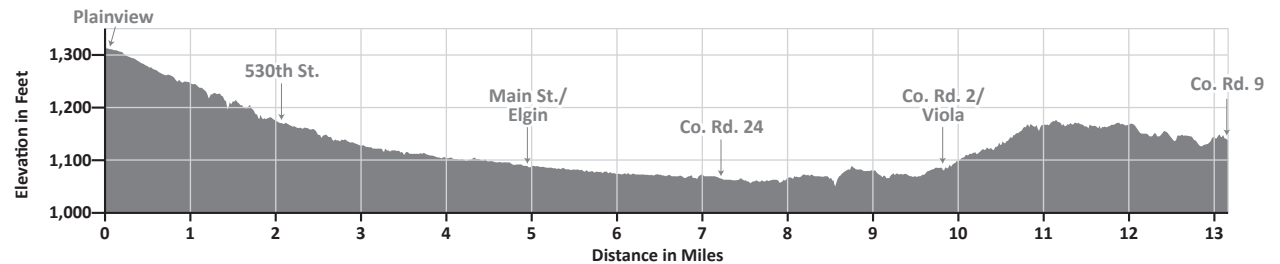 Plainview
1,300
530th St.
Co. Rd. 9
1,200
Main St./
Elgin
Co. Rd. 2/
Viola
Co. Rd. 24
1,100
1,000
Elevation in Feet
0 1 2 3 4 5 6 7 8 9 10 11 12 13
Distance in Miles